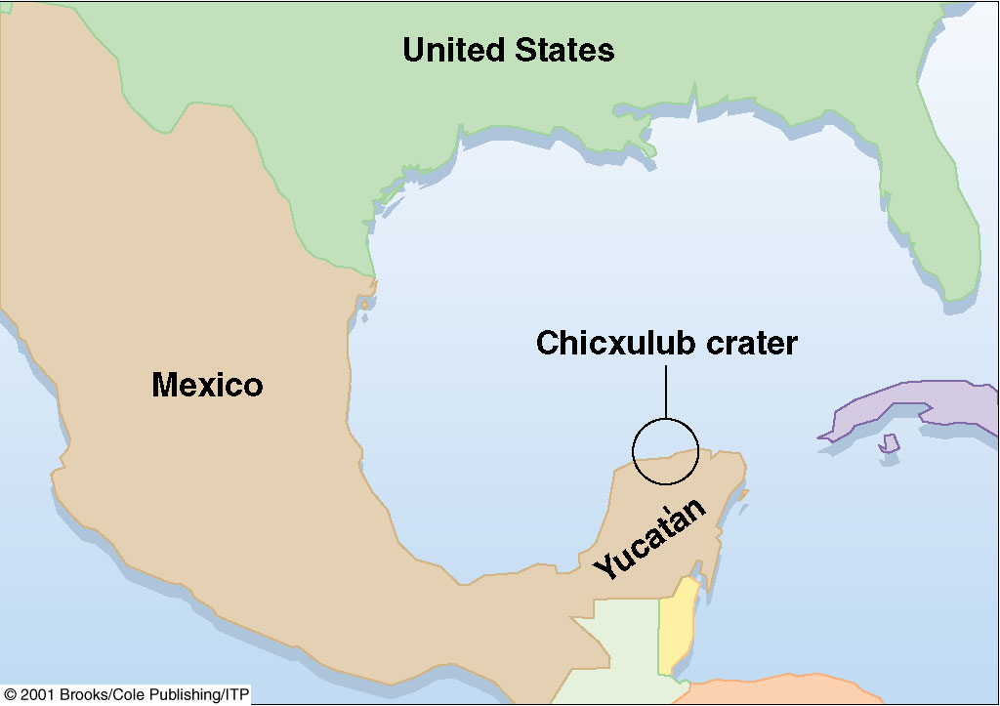 United States
Chicxulub crater
Mexico
Yucatán
© 2001 Brooks/Cole Publishing/ITP